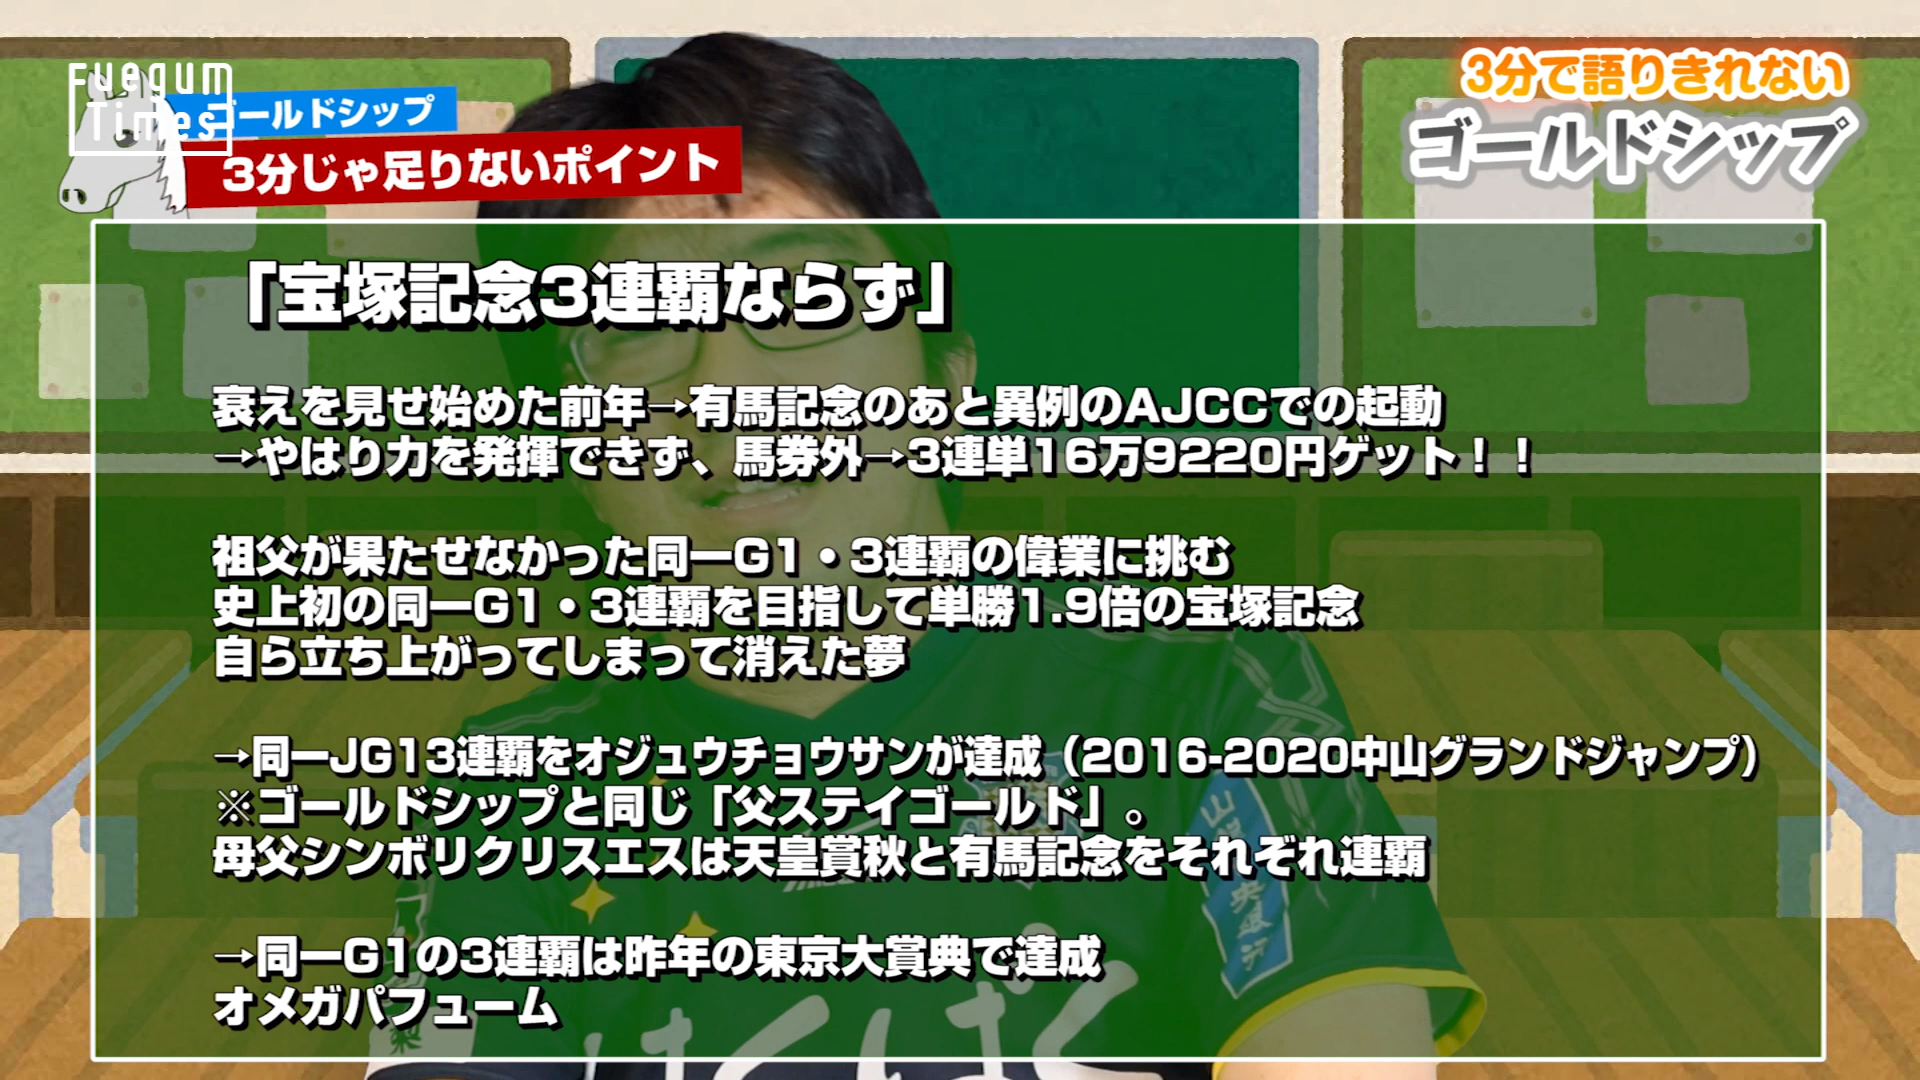 Fuegum
Times
ゴールドシップ
3分じゃ足りないポイント
3分で語りきれない
ゴールドシップ
「宝塚記念3連覇ならず」
衰えを見せ始めた前年→有馬記念のあと異例のAJCCでの起動
→やはり力を発揮できず、馬券外→3連単16万9220円ゲット！！
祖父が果たせなかった同一G1・3連覇の偉業に挑む
史上初の同一G1・3連覇を目指して単勝1.9倍の宝塚記念
自ら立ち上がってしまって消えた夢
→同一JG13連覇をオジュウチョウサンが達成（2016-2020中山グランドジャンプ）
※ゴールドシップと同じ「父ステイゴールド」。
母父シンボリクリスエスは天皇賞秋と有馬記念をそれぞれ連覇
→同一G1の3連覇は昨年の東京大賞典で達成
オメガパフューム
はくばく